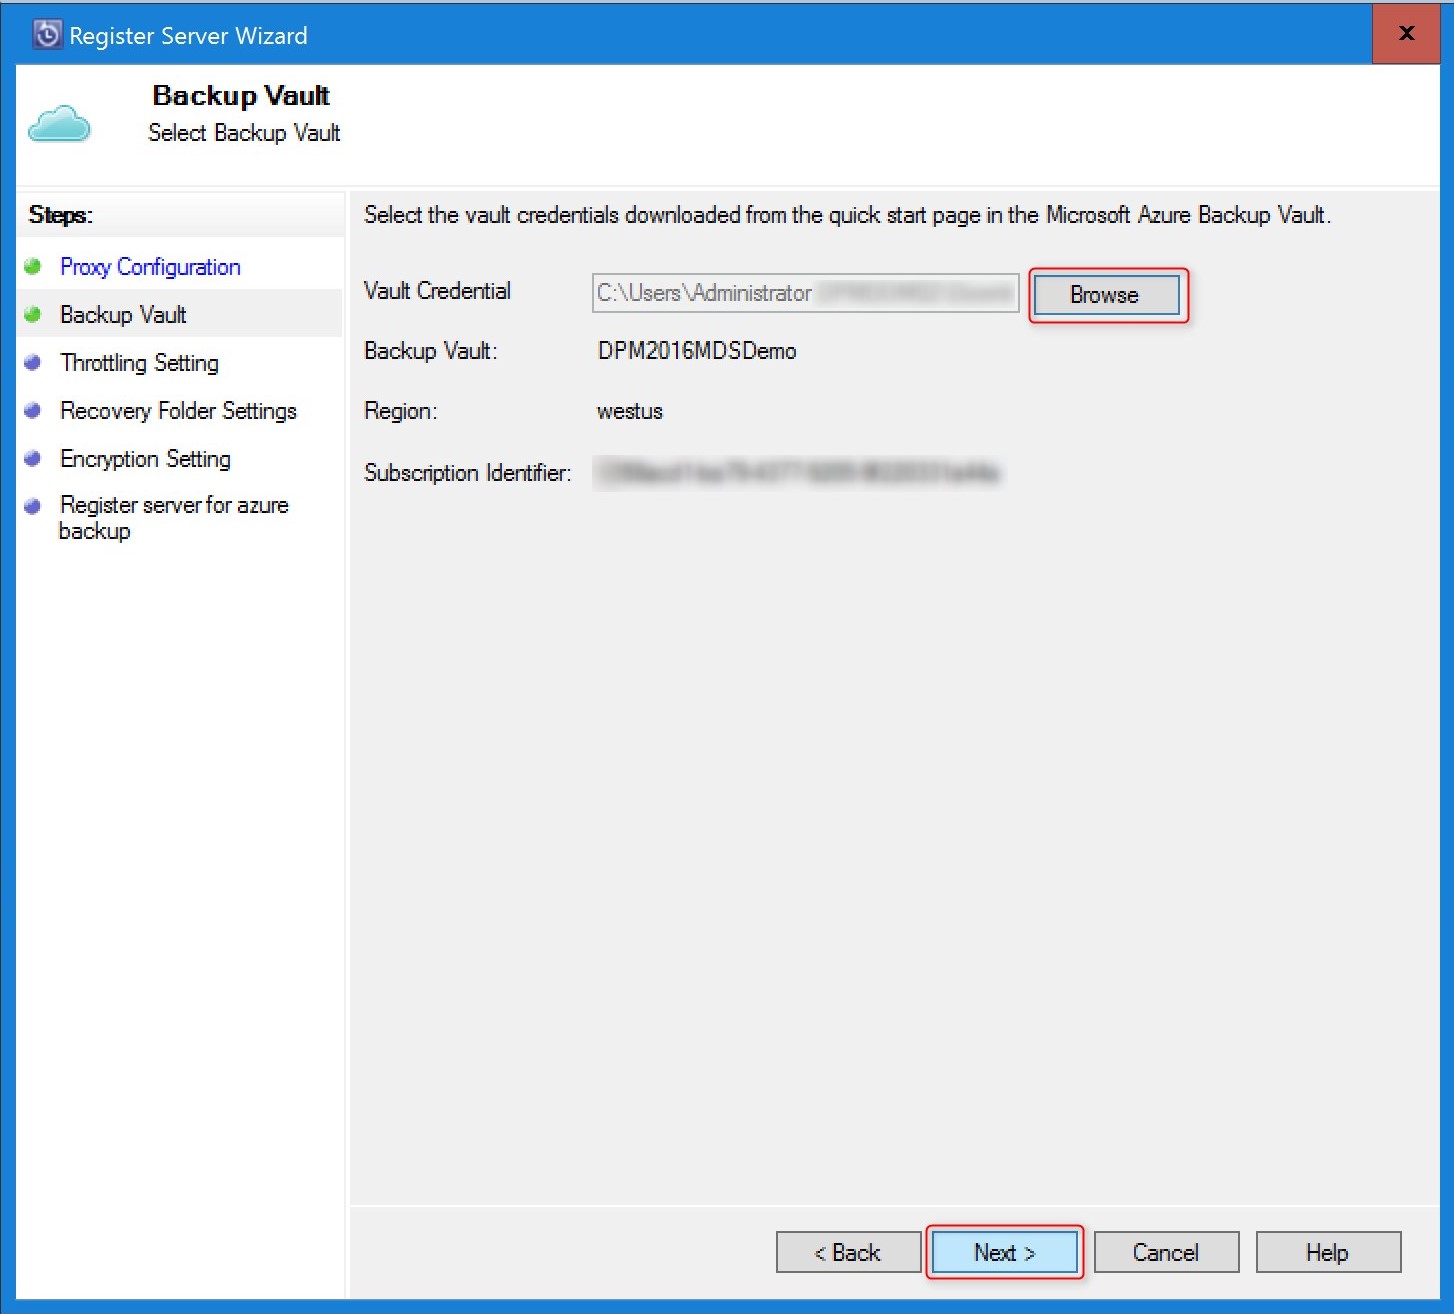 Register Server Wizard
x
Backup Vault
Select Backup Vault
Steps:
Proxy Configuration
Backup Vault
Throttling Setting
Recovery Folder Settings
Encryption Setting
Register server for azure
backup
Select the vault credentials downloaded from the quick start page in the Microsoft Azure Backup Vault.
Vault Credential
C:\Users\Administrator
Browse
Backup Vault:
DPM2016MDSDemo
Region:
westus
Subscription Identifier:
< Back
Next >
Cancel
Help